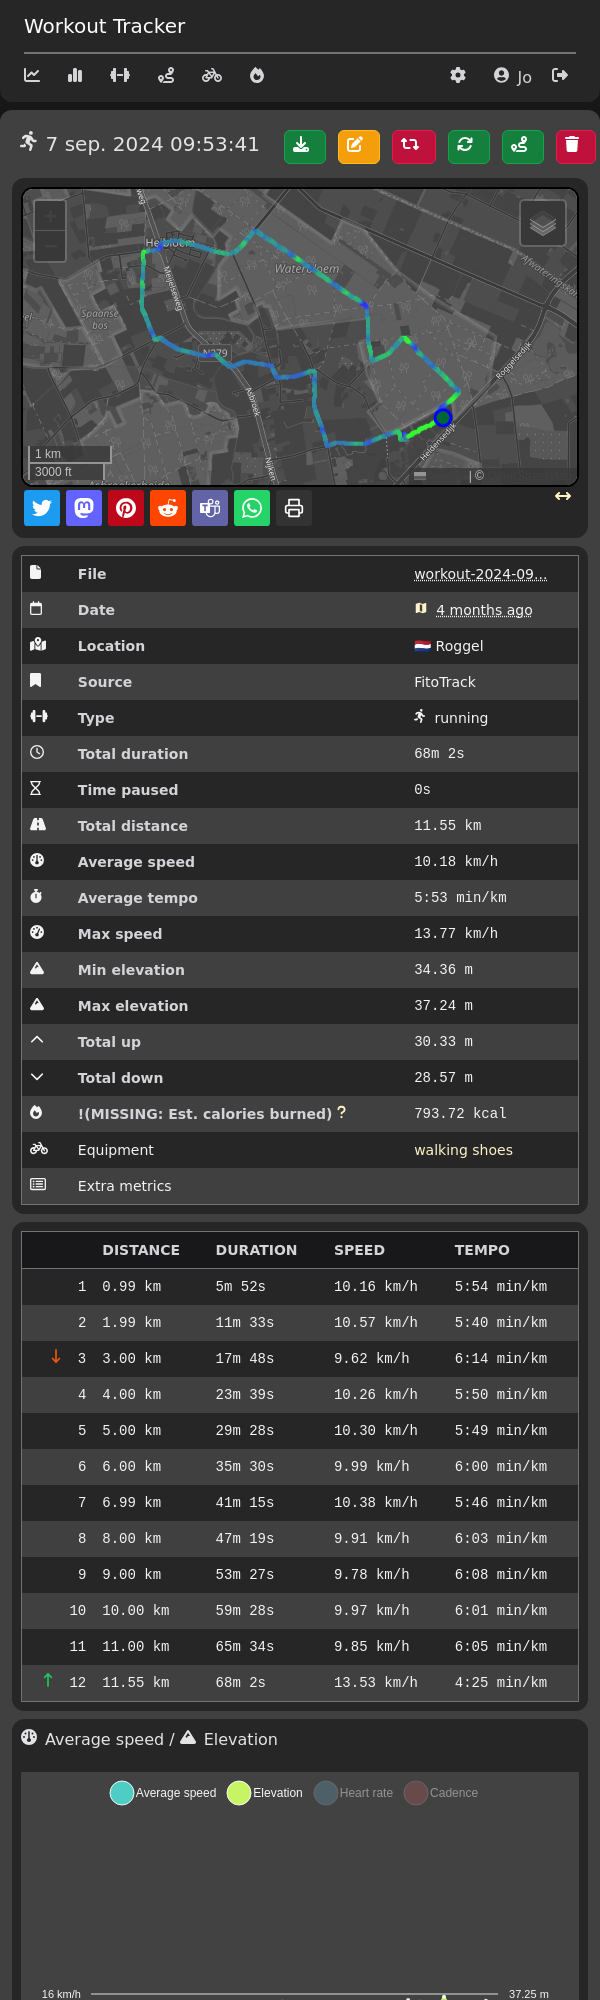 Workout Tracker
Jo
7 sep. 2024 09:53:41
Heibloem
Waterbloem
Meijelseweg
Spaanse
bos
N279
Asbroek
Nijken
Roggelsedijk
Heldensedijk
1 km
3000 ft
| ©
File workout-2024-09...
Date 4 months ago
Location Roggel
Source FitoTrack
Type running
Total duration 68m 2s
Time paused 0s
Total distance 11.55 km
Average speed 10.18 km/h
Average tempo 5:53 min/km
Max speed 13.77 km/h
Min elevation 34.36 m
Max elevation 37.24 m
Total up 30.33 m
Total down 28.57 m
!(MISSING: Est. calories burned) ? 793.72 kcal
Equipment walking shoes
Extra metrics
DISTANCE DURATION SPEED TEMPO
1 0.99 km 5m 52s 10.16 km/h 5:54 min/km
2 1.99 km 11m 33s 10.57 km/h 5:40 min/km
3 3.00 km 17m 48s 9.62 km/h 6:14 min/km
4 4.00 km 23m 39s 10.26 km/h 5:50 min/km
5 5.00 km 29m 28s 10.30 km/h 5:49 min/km
6 6.00 km 35m 30s 9.99 km/h 6:00 min/km
7 6.99 km 41m 15s 10.38 km/h 5:46 min/km
8 8.00 km 47m 19s 9.91 km/h 6:03 min/km
9 9.00 km 53m 27s 9.78 km/h 6:08 min/km
10 10.00 km 59m 28s 9.97 km/h 6:01 min/km
11 11.00 km 65m 34s 9.85 km/h 6:05 min/km
12 11.55 km 68m 2s 13.53 km/h 4:25 min/km
Average speed / Elevation
Average speed Elevation Heart rate Cadence
16 km/h 37.25 m